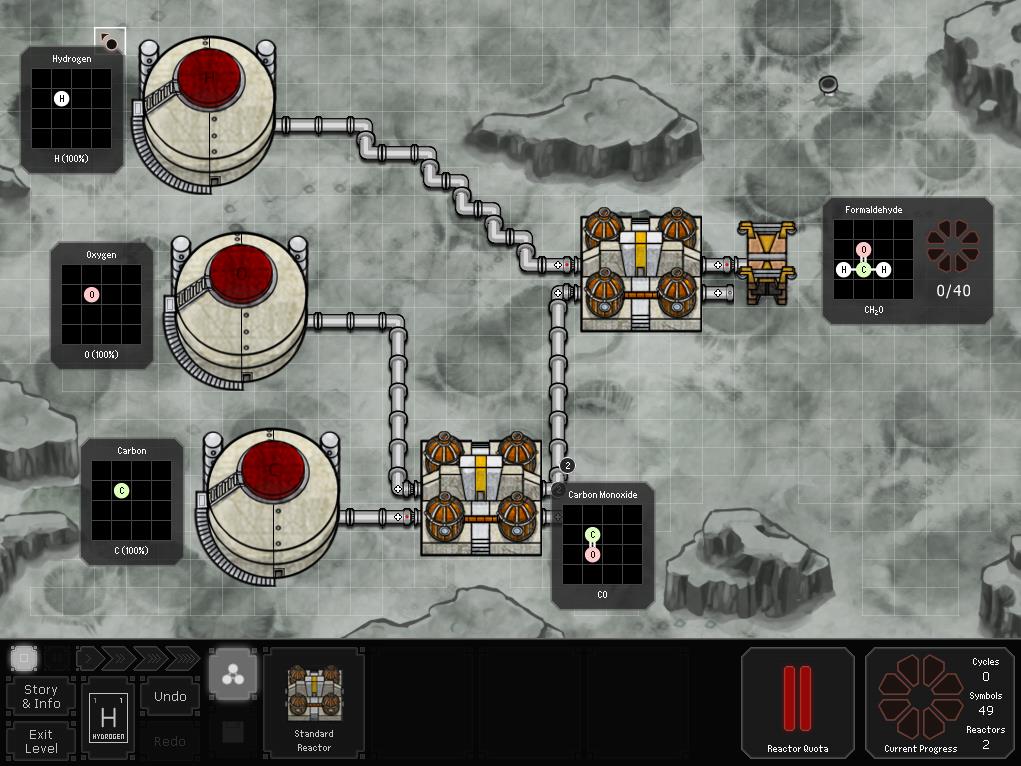 Hydrogen
H
H (100%)
Oxygen
O
O (100%)
Carbon
C
C (100%)
Formaldehyde
O
H C H
0/40
CH₂O
2
Carbon Monoxide
C
O
CO
Story
& Info
Exit
Level
1 1
H
HYDROGEN
Undo
Redo
Standard
Reactor
Reactor Quota
Current Progress
Cycles
0
Symbols
49
Reactors
2